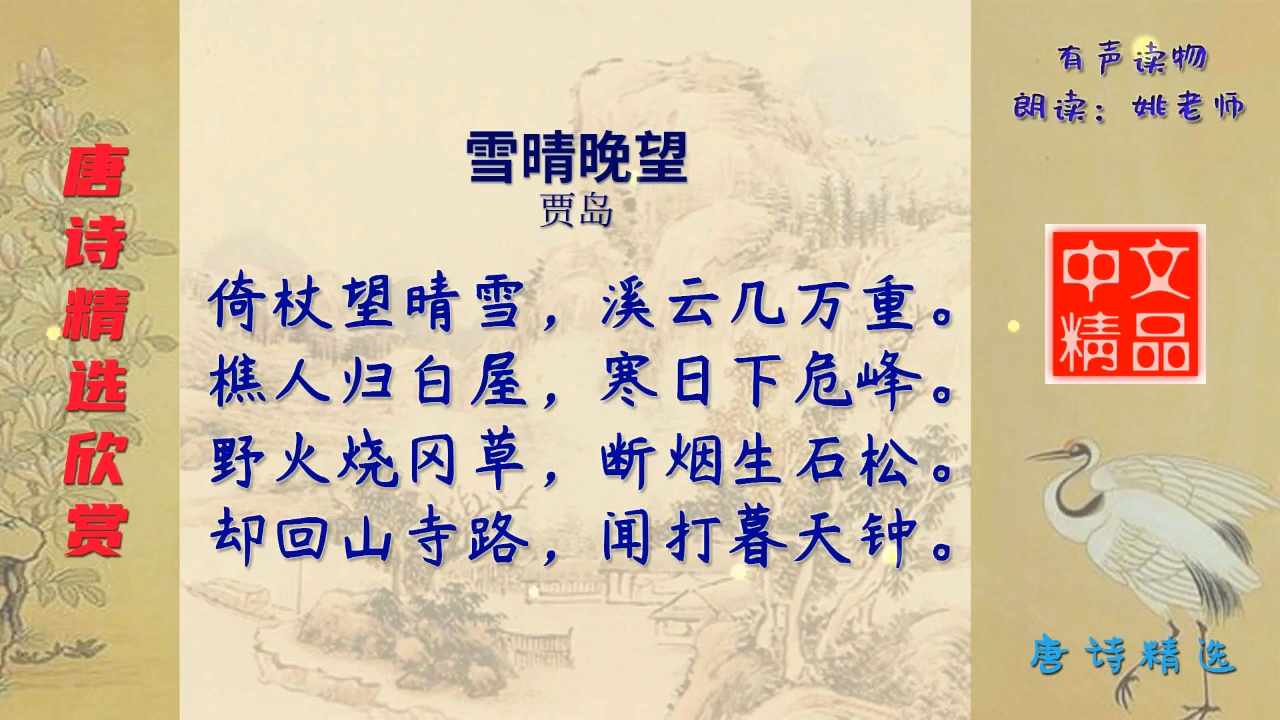 唐诗精选欣赏
雪晴晚望
贾岛
倚杖望晴雪，溪云几万重。
樵人归白屋，寒日下危峰。
野火烧冈草，断烟生石松。
却回山寺路，闻打暮天钟。
有声读物
朗读：姚老师
中文
精品
唐诗精选